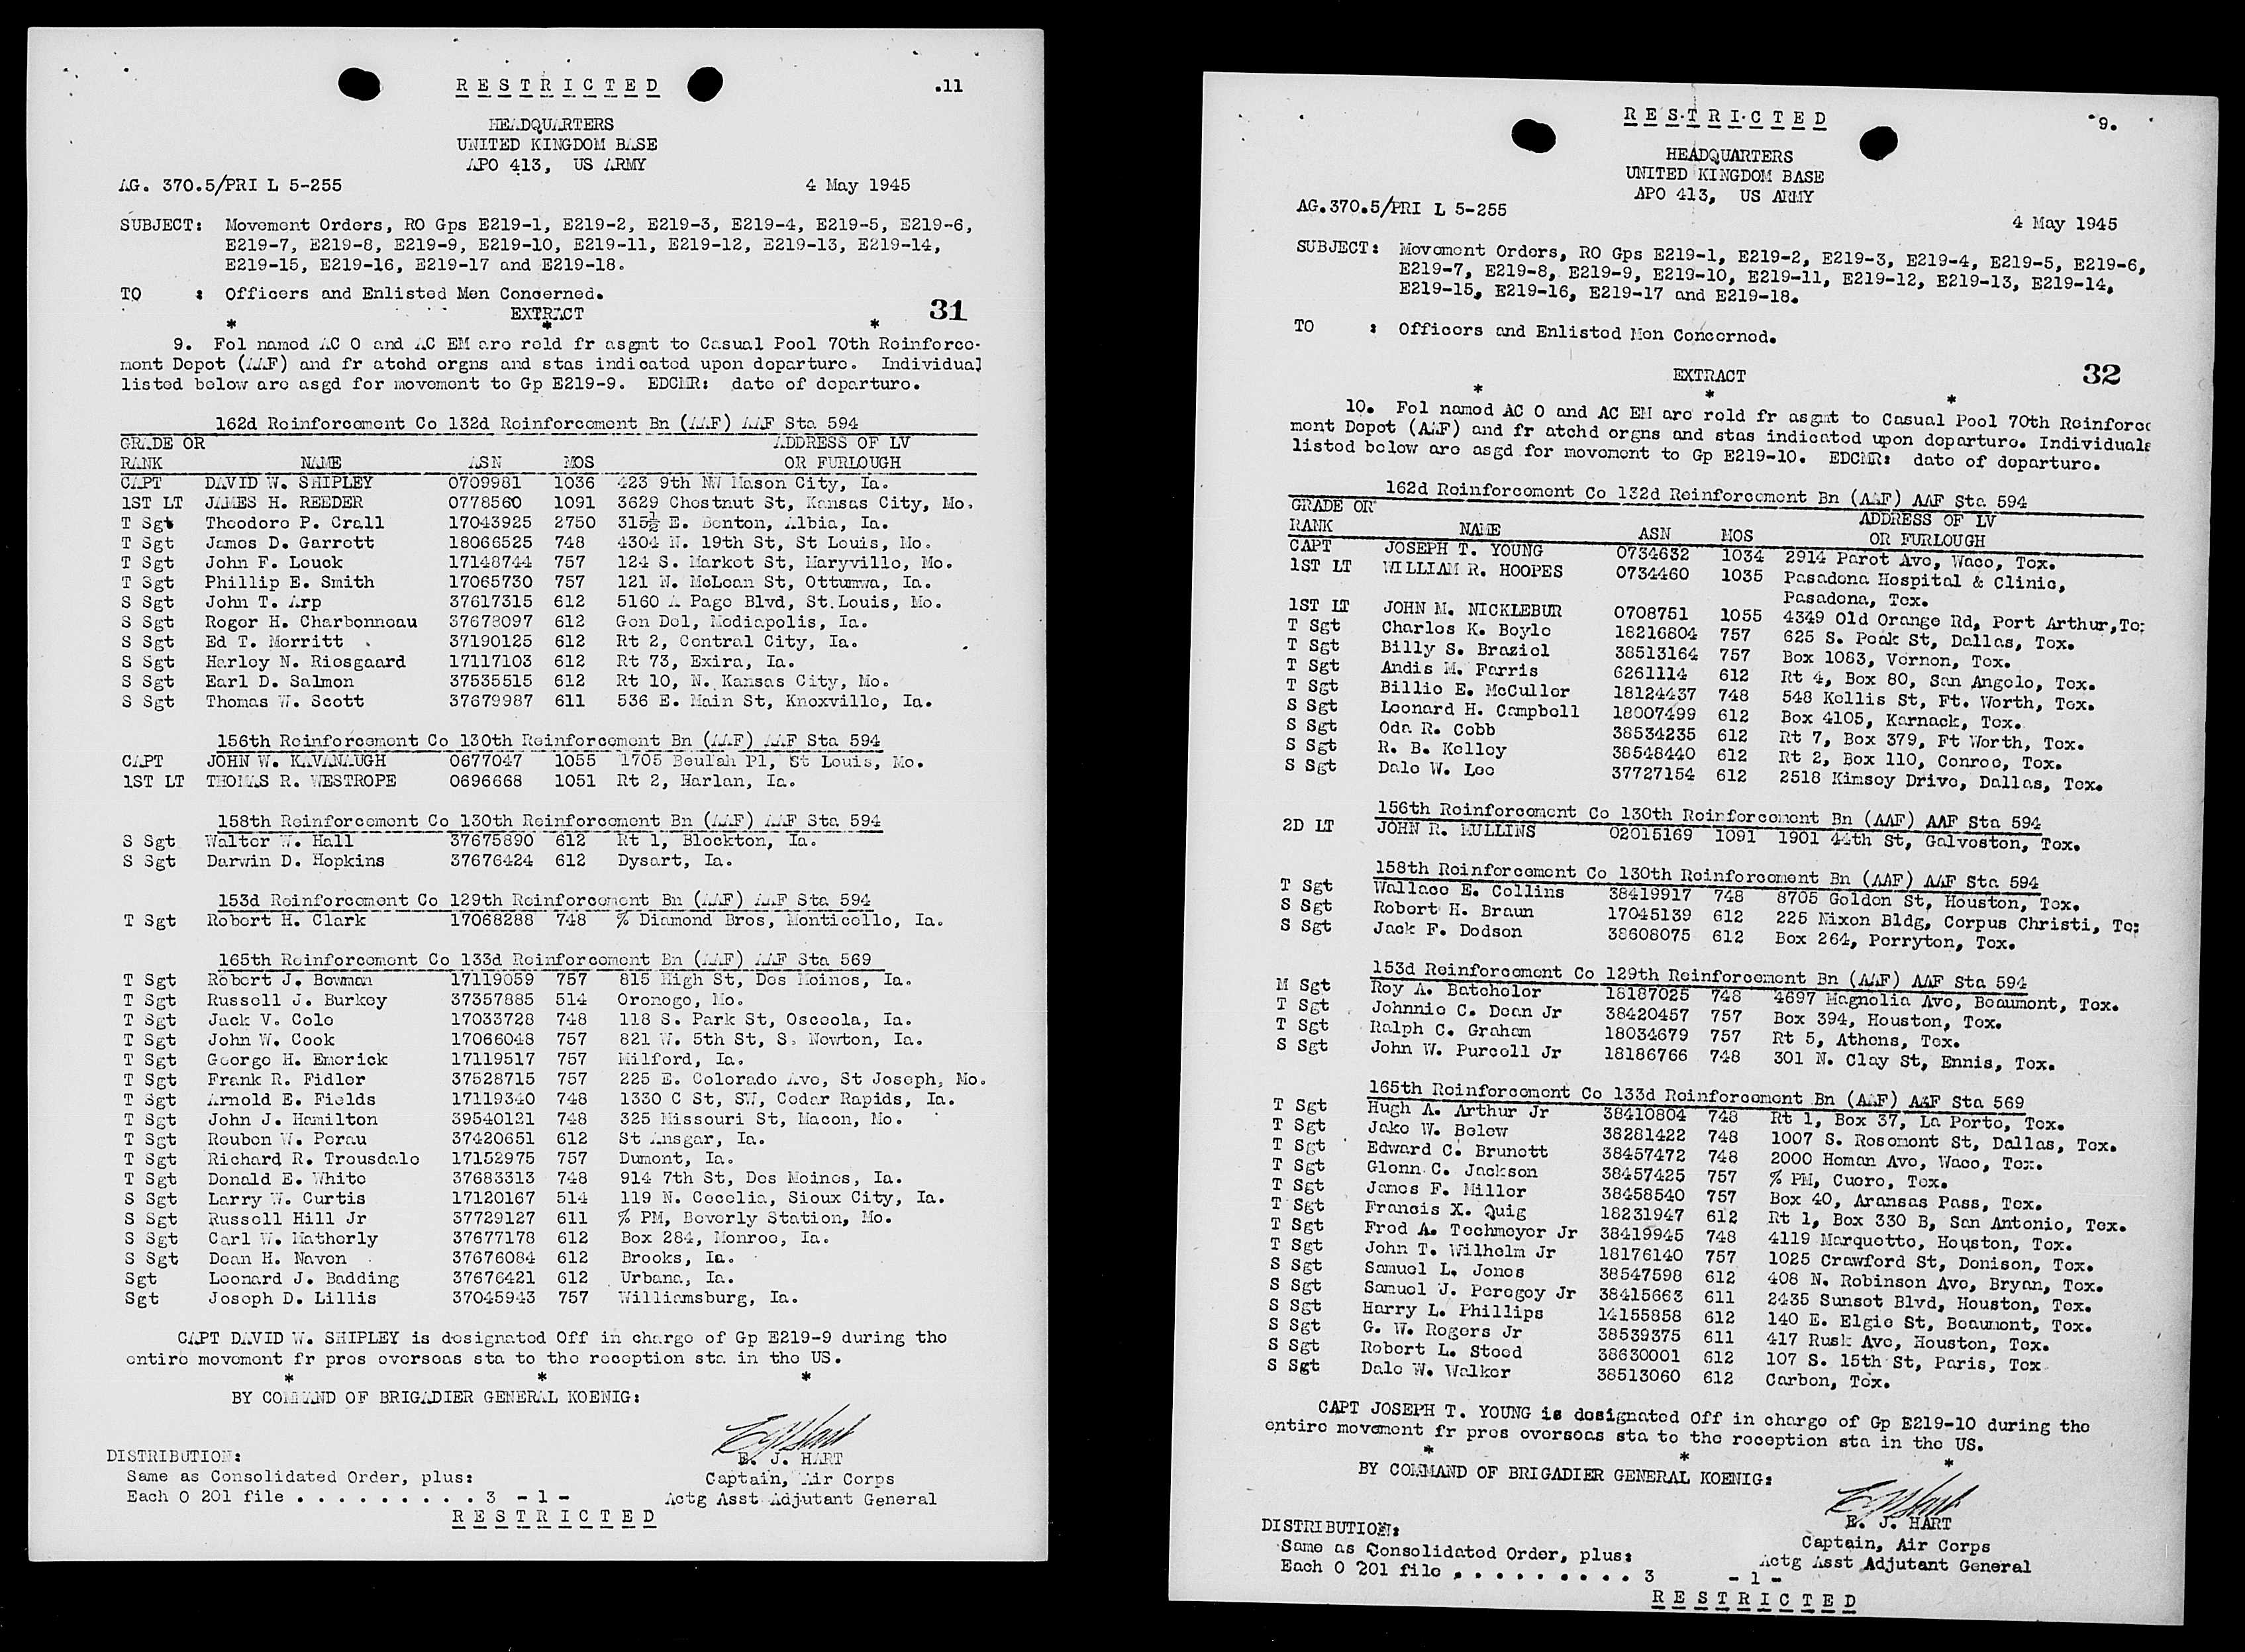 R E S T R I C T E D
.11
HEADQUARTERS
UNITED KINGDOM BASE
APO 413, US ARMY
AG. 370.5/PRI L 5-255 4 May 1945
SUBJECT: Movement Orders, RO Gps E219-1, E219-2, E219-3, E219-4, E219-5, E219-6,
E219-7, E219-8, E219-9, E219-10, E219-11, E219-12, E219-13, E219-14,
E219-15, E219-16, E219-17 and E219-18.
TO : Officers and Enlisted Men Concerned.
EXTRACT 31
* * *
9. Fol named AC O and AC EM are reld fr asgmt to Casual Pool 70th Reinforce-
ment Depot (AAF) and fr atchd orgns and stas indicated upon departure. Individual
listed below are asgd for movement to Gp E219-9. EDCMR: date of departure.
162d Reinforcement Co 132d Reinforcement Bn (AAF) AAF Sta 594
GRADE OR ADDRESS OF LV
RANK NAME ASN MOS OR FURLOUGH
CAPT DAVID W. SHIPLEY 0709981 1036 423 9th NW Mason City, Ia.
1ST LT JAMES H. REEDER 0778560 1091 3629 Chestnut St, Kansas City, Mo.
T Sgt Theodore P. Crall 17043925 2750 315½ E. Benton, Albia, Ia.
T Sgt James D. Garrett 18066525 748 4304 N. 19th St, St Louis, Mo.
T Sgt John F. Louck 17148744 757 124 S. Market St, Maryville, Mo.
T Sgt Phillip E. Smith 17065730 757 121 N. McLean St, Ottumwa, Ia.
S Sgt John T. Arp 37617315 612 5160 A Page Blvd, St.Louis, Mo.
S Sgt Roger H. Charbonneau 37678097 612 Gen Del, Mediapolis, Ia.
S Sgt Ed T. Merritt 37190125 612 Rt 2, Central City, Ia.
S Sgt Harley N. Riesgaard 17117103 612 Rt 73, Exira, Ia.
S Sgt Earl D. Salmon 37535515 612 Rt 10, N. Kansas City, Mo.
S Sgt Thomas W. Scott 37679987 611 536 E. Main St, Knoxville, Ia.
156th Reinforcement Co 130th Reinforcement Bn (AAF) AAF Sta 594
CAPT JOHN W. KAVANAUGH 0677047 1055 1705 Beulah Pl, St Louis, Mo.
1ST LT THOMAS R. WESTROPE 0696668 1051 Rt 2, Harlan, Ia.
158th Reinforcement Co 130th Reinforcement Bn (AAF) AAF Sta 594
S Sgt Walter W. Hall 37675890 612 Rt 1, Blockton, Ia.
S Sgt Darwin D. Hopkins 37676424 612 Dysart, Ia.
153d Reinforcement Co 129th Reinforcement Bn (AAF) AAF Sta 594
T Sgt Robert H. Clark 17068288 748 % Diamond Bros, Monticello, Ia.
165th Reinforcement Co 133d Reinforcement Bn (AAF) AAF Sta 569
T Sgt Robert J. Bowman 17119059 757 815 High St, Des Moines, Ia.
T Sgt Russell J. Burkey 37357885 514 Oronogo, Mo.
T Sgt Jack V. Cole 17033728 748 118 S. Park St, Osceola, Ia.
T Sgt John W. Cook 17066048 757 821 W. 5th St, S. Newton, Ia.
T Sgt George H. Emerick 17119517 757 Milford, Ia.
T Sgt Frank R. Fidler 37528715 757 225 E. Colorado Ave, St Joseph, Mo.
T Sgt Arnold E. Fields 17119340 748 1330 C St, SW, Cedar Rapids, Ia.
T Sgt John J. Hamilton 39540121 748 325 Missouri St, Macon, Mo.
T Sgt Reuben W. Perau 37420651 612 St Ansgar, Ia.
T Sgt Richard R. Trousdale 17152975 757 Dumont, Ia.
T Sgt Donald E. White 37683313 748 914 7th St, Des Moines, Ia.
S Sgt Larry W. Curtis 17120167 514 119 N. Cecelia, Sioux City, Ia.
S Sgt Russell Hill Jr 37729127 611 % PM, Beverly Station, Mo.
S Sgt Carl W. Matherly 37677178 612 Box 284, Monroe, Ia.
S Sgt Dean H. Naven 37676084 612 Brooks, Ia.
Sgt Leonard J. Badding 37676421 612 Urbana, Ia.
Sgt Joseph D. Lillis 37045943 757 Williamsburg, Ia.
CAPT DAVID W. SHIPLEY is designated Off in charge of Gp E219-9 during the
entire movement fr pres overseas sta to the reception sta in the US.
* * *
BY COMMAND OF BRIGADIER GENERAL KOENIG:
E. J. Hart
E. J. HART
Captain, Air Corps
Actg Asst Adjutant General
DISTRIBUTION:
Same as Consolidated Order, plus:
Each O 201 file . . . . . . . . . . 3 - 1 -
R E S T R I C T E D
R E S T R I C T E D
9.
HEADQUARTERS
UNITED KINGDOM BASE
APO 413, US ARMY
AG.370.5/PRI L 5-255 4 May 1945
SUBJECT: Movement Orders, RO Gps E219-1, E219-2, E219-3, E219-4, E219-5, E219-6,
E219-7, E219-8, E219-9, E219-10, E219-11, E219-12, E219-13, E219-14,
E219-15, E219-16, E219-17 and E219-18.
TO : Officers and Enlisted Men Concerned.
EXTRACT 32
* * *
10. Fol named AC O and AC EM are reld fr asgmt to Casual Pool 70th Reinforc
ment Depot (AAF) and fr atchd orgns and stas indicated upon departure. Individuals
listed below are asgd for movement to Gp E219-10. EDCMR: date of departure.
162d Reinforcement Co 132d Reinforcement Bn (AAF) AAF Sta 594
GRADE OR ADDRESS OF LV
RANK NAME ASN MOS OR FURLOUGH
CAPT JOSEPH T. YOUNG 0734632 1034 2914 Parot Ave, Waco, Tex.
1ST LT WILLIAM R. HOOPES 0734460 1035 Pasadena Hospital & Clinic,
Pasadena, Tex.
1ST LT JOHN M. NICKLEBUR 0708751 1055 4349 Old Orange Rd, Port Arthur,
T Sgt Charles K. Boyle 18216804 757 625 S. Peak St, Dallas, Tex.
T Sgt Billy S. Braziel 38513164 757 Box 1083, Vernon, Tex.
T Sgt Andis M. Farris 6261114 612 Rt 4, Box 80, San Angelo, Tex.
T Sgt Billie E. McCuller 18124437 748 548 Kellis St, Ft. Worth, Tex.
S Sgt Leonard H. Campbell 18007499 612 Box 4105, Karnack, Tex.
S Sgt Oda R. Cobb 38534235 612 Rt 7, Box 379, Ft Worth, Tex.
S Sgt R. B. Kelley 38548440 612 Rt 2, Box 110, Conroe, Tex.
S Sgt Dale W. Lee 37727154 612 2518 Kimsey Drive, Dallas, Tex.
156th Reinforcement Co 130th Reinforcement Bn (AAF) AAF Sta 594
2D LT JOHN R. MULLINS 02015169 1091 1901 44th St, Galveston, Tex.
158th Reinforcement Co 130th Reinforcement Bn (AAF) AAF Sta 594
T Sgt Wallace E. Collins 38419917 748 8705 Golden St, Houston, Tex.
S Sgt Robert H. Braun 17045139 612 225 Nixon Bldg, Corpus Christi,
S Sgt Jack F. Dodson 38608075 612 Box 264, Perryton, Tex.
153d Reinforcement Co 129th Reinforcement Bn (AAF) AAF Sta 594
M Sgt Roy A. Batchelor 18187025 748 4697 Magnolia Ave, Beaumont, Tex.
T Sgt Johnnie C. Dean Jr 38420457 757 Box 394, Houston, Tex.
T Sgt Ralph C. Graham 18034679 757 Rt 5, Athens, Tex.
S Sgt John W. Purcell Jr 18186766 748 301 N. Clay St, Ennis, Tex.
165th Reinforcement Co 133d Reinforcement Bn (AAF) AAF Sta 569
T Sgt Hugh A. Arthur Jr 38410804 748 Rt 1, Box 37, La Porte, Tex.
T Sgt Jake W. Belew 38281422 748 1007 S. Rosemont St, Dallas, Tex.
T Sgt Edward C. Brunett 38457472 748 2000 Homan Ave, Waco, Tex.
T Sgt Glenn C. Jackson 38457425 757 % PM, Cuero, Tex.
T Sgt James F. Miller 38458540 757 Box 40, Aransas Pass, Tex.
T Sgt Francis X. Quig 18231947 612 Rt 1, Box 330 B, San Antonio, Tex.
T Sgt Fred A. Techmeyer Jr 38419945 748 4119 Marquette, Houston, Tex.
T Sgt John T. Wilhelm Jr 18176140 757 1025 Crawford St, Denison, Tex.
S Sgt Samuel L. Jones 38547598 612 408 N. Robinson Ave, Bryan, Tex.
S Sgt Samuel J. Peregoy Jr 38415663 611 2435 Sunset Blvd, Houston, Tex.
S Sgt Harry L. Phillips 14155858 612 140 E. Elgie St, Beaumont, Tex.
S Sgt G. W. Rogers Jr 38539375 611 417 Rusk Ave, Houston, Tex.
S Sgt Robert L. Steed 38630001 612 107 S. 15th St, Paris, Tex
S Sgt Dale W. Walker 38513060 612 Carbon, Tex.
CAPT JOSEPH T. YOUNG is designated Off in charge of Gp E219-10 during the
entire movement fr pres overseas sta to the reception sta in the US.
* * *
BY COMMAND OF BRIGADIER GENERAL KOENIG:
E. J. Hart
E. J. HART
Captain, Air Corps
Actg Asst Adjutant General
DISTRIBUTION:
Same as Consolidated Order, plus:
Each O 201 file . . . . . . . . . . 3 - 1 -
R E S T R I C T E D